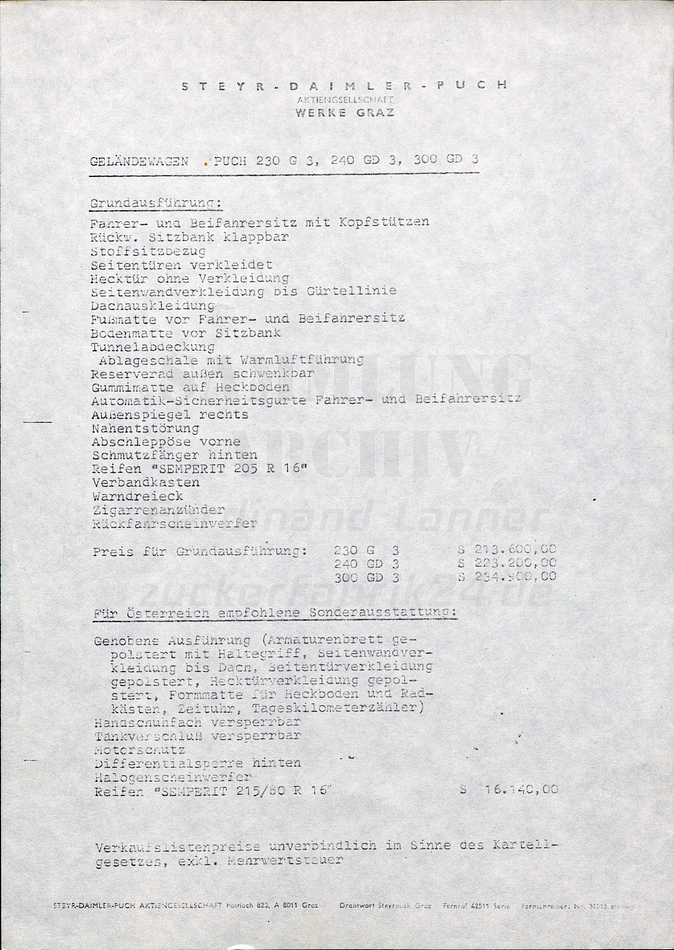 STEYR-DAIMLER-PUCH
AKTIENGESELLSCHAFT
WERKE GRAZ
GELÄNDEWAGEN . PUCH 230 G 3, 240 GD 3, 300 GD 3
Grundausführung:
Fahrer- und Beifahrersitz mit Kopfstützen
Rückw. Sitzbank klappbar
Stoffsitzbezug
Seitentüren verkleidet
Hecktür ohne Verkleidung
Seitenwandverkleidung bis Gürtellinie
Dachauskleidung
Fußmatte vor Fahrer- und Beifahrersitz
Bodenmatte vor Sitzbank
Tunnelabdeckung
Ablageschale mit Warmluftführung
Reserverad außen schwenkbar
Gummimatte auf Heckboden
Automatik-Sicherheitsgurte Fahrer- und Beifahrersitz
Außenspiegel rechts
Nahentstörung
Abschleppöse vorne
Schmutzfänger hinten
Reifen "SEMPERIT 205 R 16"
Verbandkasten
Warndreieck
Zigarrenanzünder
Rückfahrscheinwerfer
Preis für Grundausführung: 230 G 3 S 213.600,00
240 GD 3 S 223.200,00
300 GD 3 S 234.900,00
Für Österreich empfohlene Sonderausstattung:
Gehobene Ausführung (Armaturenbrett ge-
polstert mit Haltegriff, Seitenwandver-
kleidung bis Dach, Seitentürverkleidung
gepolstert, Hecktürverkleidung gepol-
stert, Formmatte für Heckboden und Rad-
kästen, Zeituhr, Tageskilometerzähler)
Handschuhfach versperrbar
Tankverschluß versperrbar
Motorschutz
Differentialsperre hinten
Halogenscheinwerfer
Reifen "SEMPERIT 215/80 R 16" S 16.140,00
Verkaufslistenpreise unverbindlich im Sinne des Kartell-
gesetzes, exkl. Mehrwertsteuer
STEYR-DAIMLER-PUCH AKTIENGESELLSCHAFT Postfach 823, A 8011 Graz Drahtwort Steyrpuch Graz Fernruf 42511 Serie Fernschreiber Nr.
SAMMLUNG
ARCHIV
Ferdinand Lanner
zuckerfabrik24.de